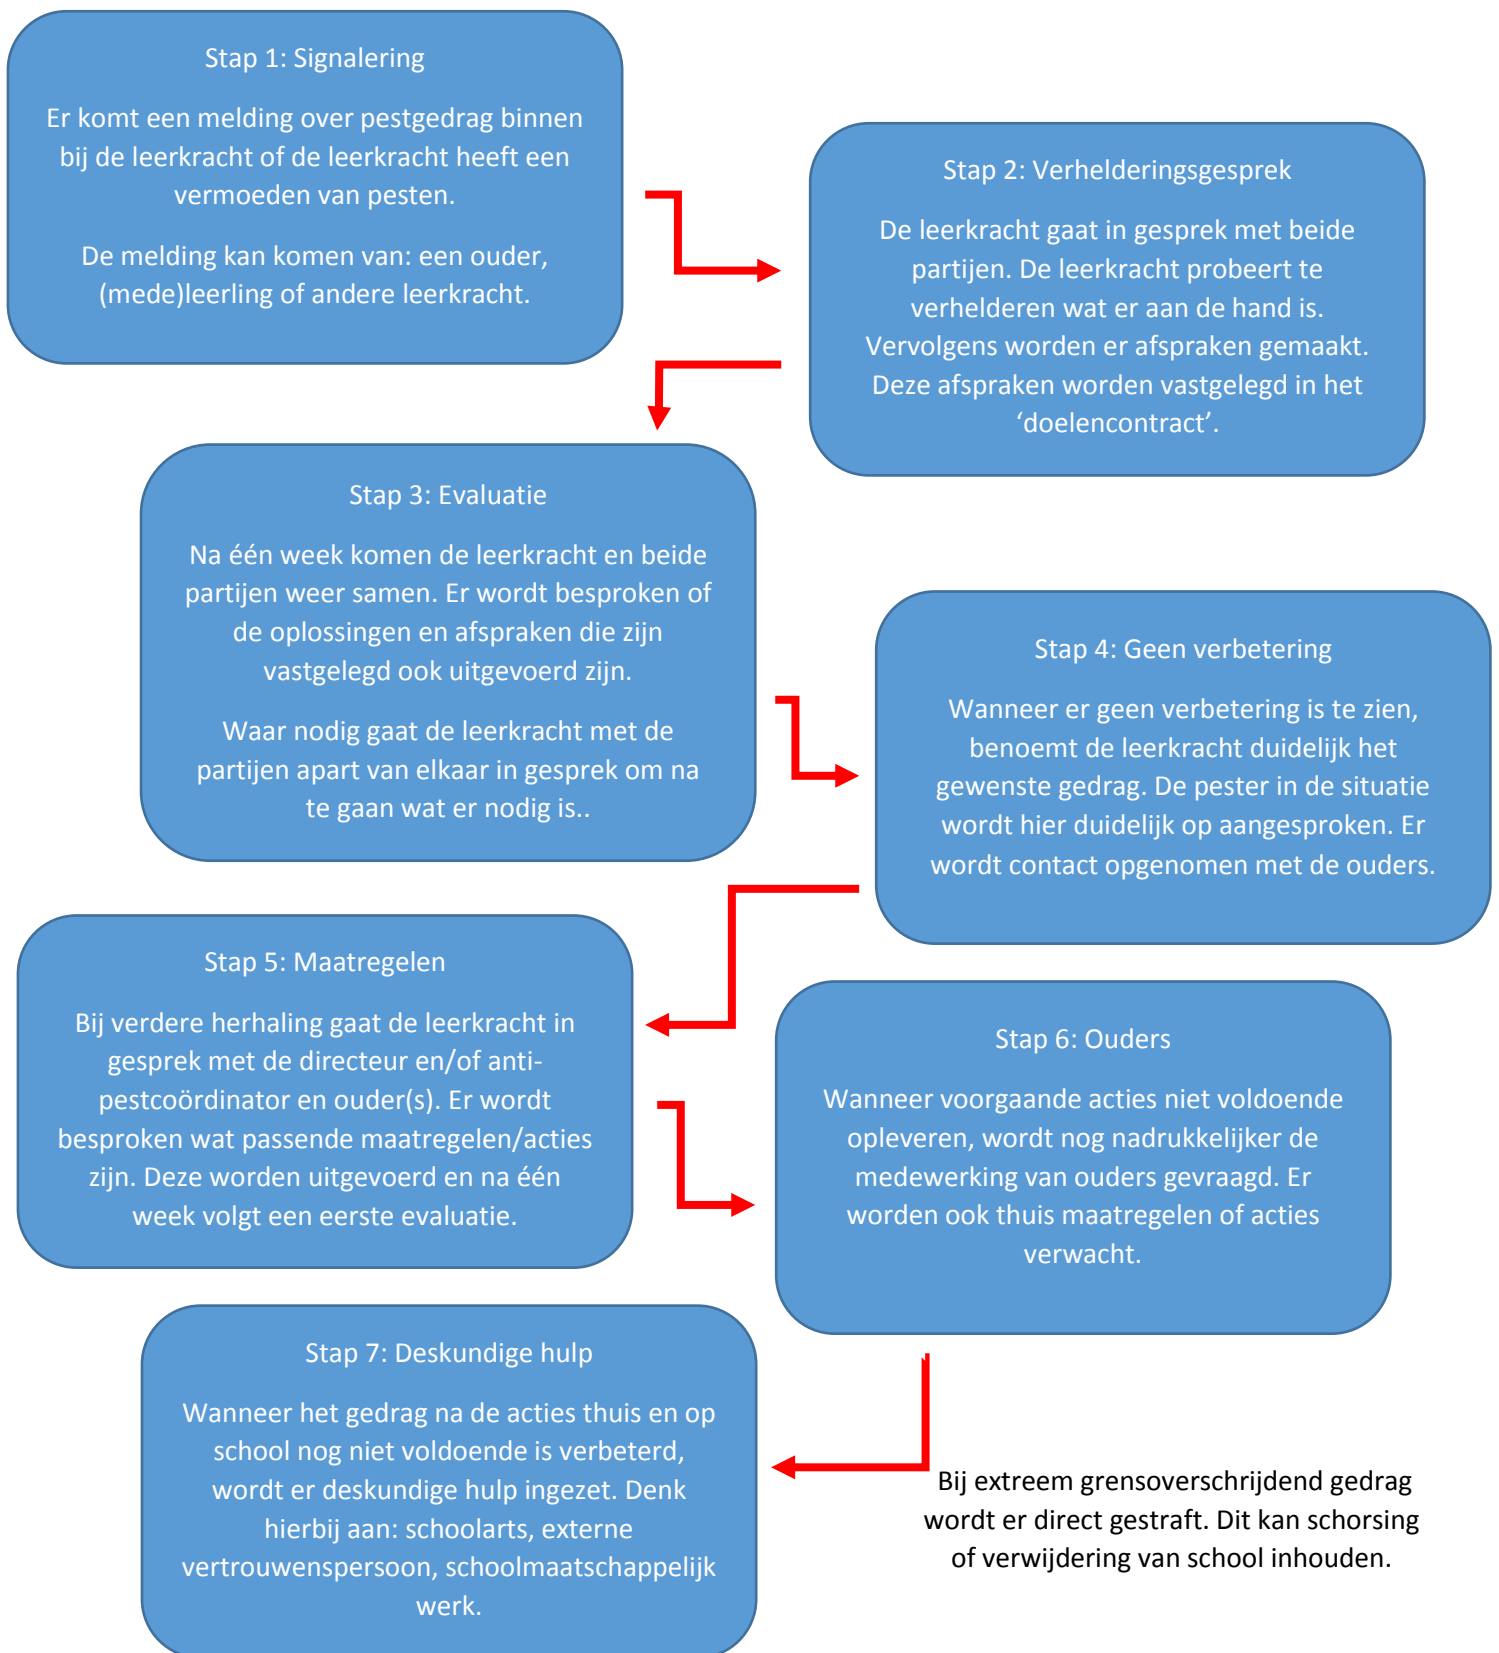 Stap 1: Signalering
Er komt een melding over pestgedrag binnen
bij de leerkracht of de leerkracht heeft een
vermoeden van pesten.
De melding kan komen van: een ouder,
(mede)leerling of andere leerkracht.
Stap 2: Verhelderingsgesprek
De leerkracht gaat in gesprek met beide
partijen. De leerkracht probeert te
verhelderen wat er aan de hand is.
Vervolgens worden er afspraken gemaakt.
Deze afspraken worden vastgelegd in het
‘doelencontract’.
Stap 3: Evaluatie
Na één week komen de leerkracht en beide
partijen weer samen. Er wordt besproken of
de oplossingen en afspraken die zijn
vastgelegd ook uitgevoerd zijn.
Waar nodig gaat de leerkracht met de
partijen apart van elkaar in gesprek om na
te gaan wat er nodig is..
Stap 4: Geen verbetering
Wanneer er geen verbetering is te zien,
benoemt de leerkracht duidelijk het
gewenste gedrag. De pester in de situatie
wordt hier duidelijk op aangesproken. Er
wordt contact opgenomen met de ouders.
Stap 5: Maatregelen
Bij verdere herhaling gaat de leerkracht in
gesprek met de directeur en/of anti-
pestcoördinator en ouder(s). Er wordt
besproken wat passende maatregelen/acties
zijn. Deze worden uitgevoerd en na één
week volgt een eerste evaluatie.
Stap 6: Ouders
Wanneer voorgaande acties niet voldoende
opleveren, wordt nog nadrukkelijker de
medewerking van ouders gevraagd. Er
worden ook thuis maatregelen of acties
verwacht.
Stap 7: Deskundige hulp
Wanneer het gedrag na de acties thuis en op
school nog niet voldoende is verbeterd,
wordt er deskundige hulp ingezet. Denk
hierbij aan: schoolarts, externe
vertrouwenspersoon, schoolmaatschappelijk
werk.
Bij extreem grensoverschrijdend gedrag
wordt er direct gestraft. Dit kan schorsing
of verwijdering van school inhouden.